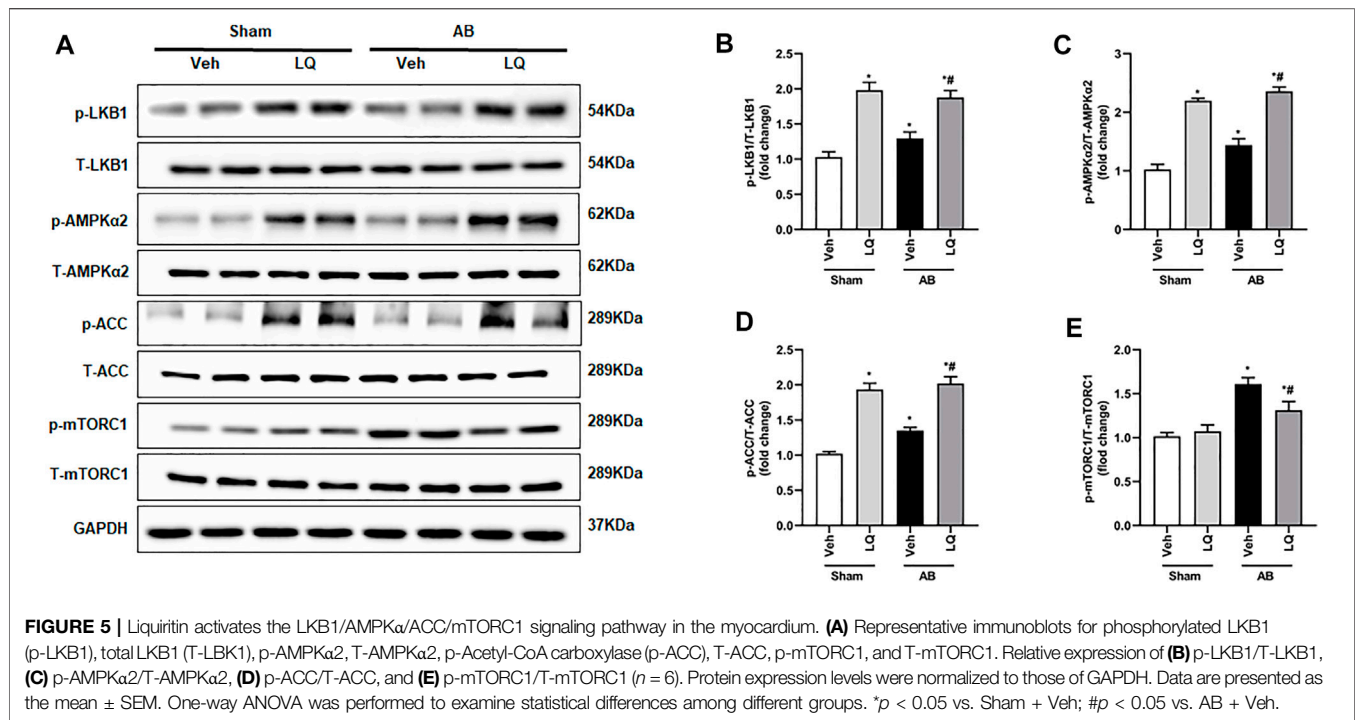 A
Sham
AB
Veh
LQ
Veh
LQ
p-LKB1
54KDa
T-LKB1
54KDa
p-AMPKα2
62KDa
T-AMPKα2
62KDa
p-ACC
289KDa
T-ACC
289KDa
p-mTORC1
289KDa
T-mTORC1
289KDa
GAPDH
37KDa
B
p-LKB1/T-LKB1
(fold change)
2.5
2.0
1.5
1.0
0.5
0.0
*
*
*#
Veh
LQ
Veh
LQ
Sham
AB
C
p-AMPKα2/T-AMPKα2
(fold change)
3
2
1
0
*
*
*#
Veh
LQ
Veh
LQ
Sham
AB
D
p-ACC/T-ACC
(fold change)
2.5
2.0
1.5
1.0
0.5
0.0
*
*
*#
Veh
LQ
Veh
LQ
Sham
AB
E
p-mTORC1/T-mTORC1
(flod change)
2.0
1.5
1.0
0.5
0.0
*
*#
Veh
LQ
Veh
LQ
Sham
AB
FIGURE 5 | Liquiritin activates the LKB1/AMPKα/ACC/mTORC1 signaling pathway in the myocardium. (A) Representative immunoblots for phosphorylated LKB1
(p-LKB1), total LKB1 (T-LBK1), p-AMPKα2, T-AMPKα2, p-Acetyl-CoA carboxylase (p-ACC), T-ACC, p-mTORC1, and T-mTORC1. Relative expression of (B) p-LKB1/T-LKB1,
(C) p-AMPKα2/T-AMPKα2, (D) p-ACC/T-ACC, and (E) p-mTORC1/T-mTORC1 (n = 6). Protein expression levels were normalized to those of GAPDH. Data are presented as
the mean ± SEM. One-way ANOVA was performed to examine statistical differences among different groups. *p < 0.05 vs. Sham + Veh; #p < 0.05 vs. AB + Veh.